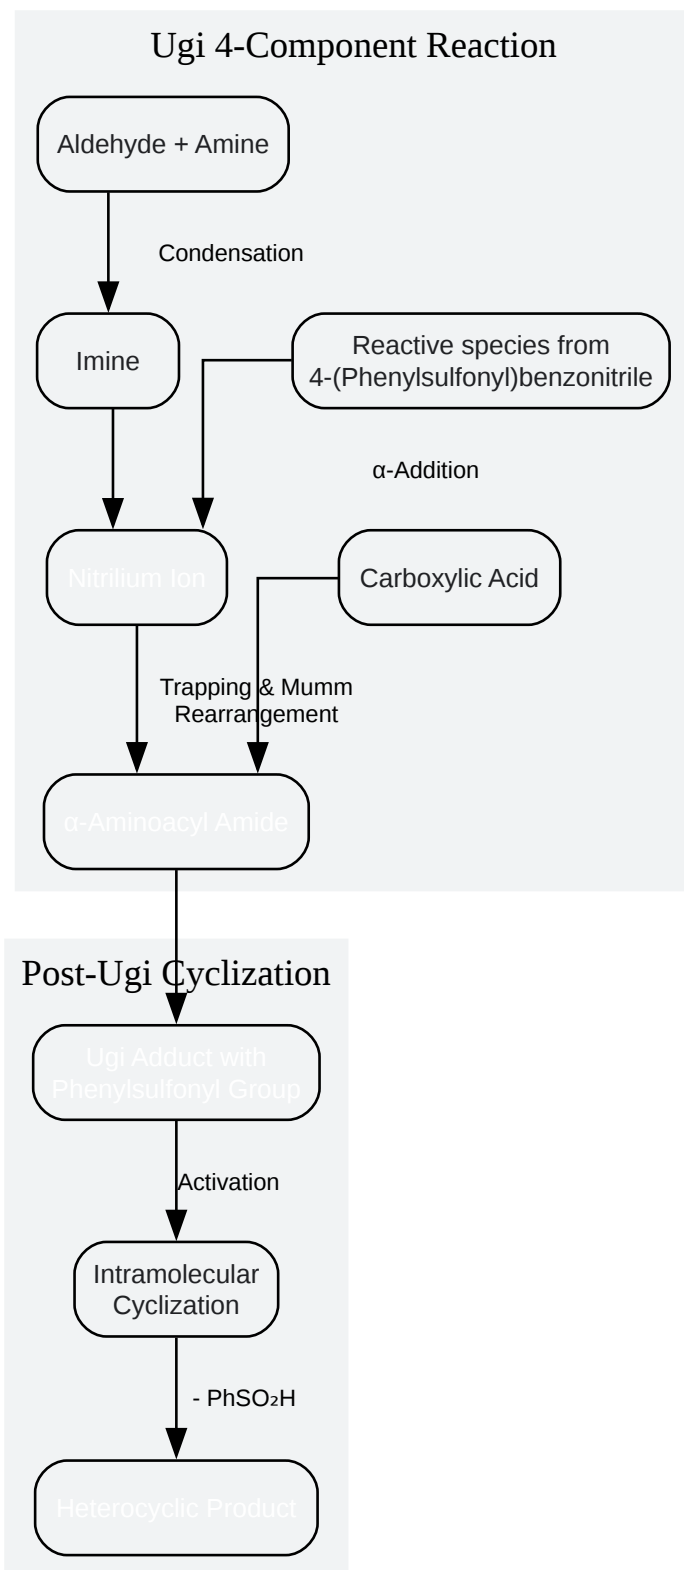 Ugi 4-Component Reaction
Aldehyde + Amine
Condensation
Imine
Reactive species from
4-(Phenylsulfonyl)benzonitrile
α-Addition
Nitrilium Ion
Carboxylic Acid
Trapping & Mumm
Rearrangement
α-Aminoacyl Amide
Post-Ugi Cyclization
Ugi Adduct with
Phenylsulfonyl Group
Activation
Intramolecular
Cyclization
- PhSO₂H
Heterocyclic Product